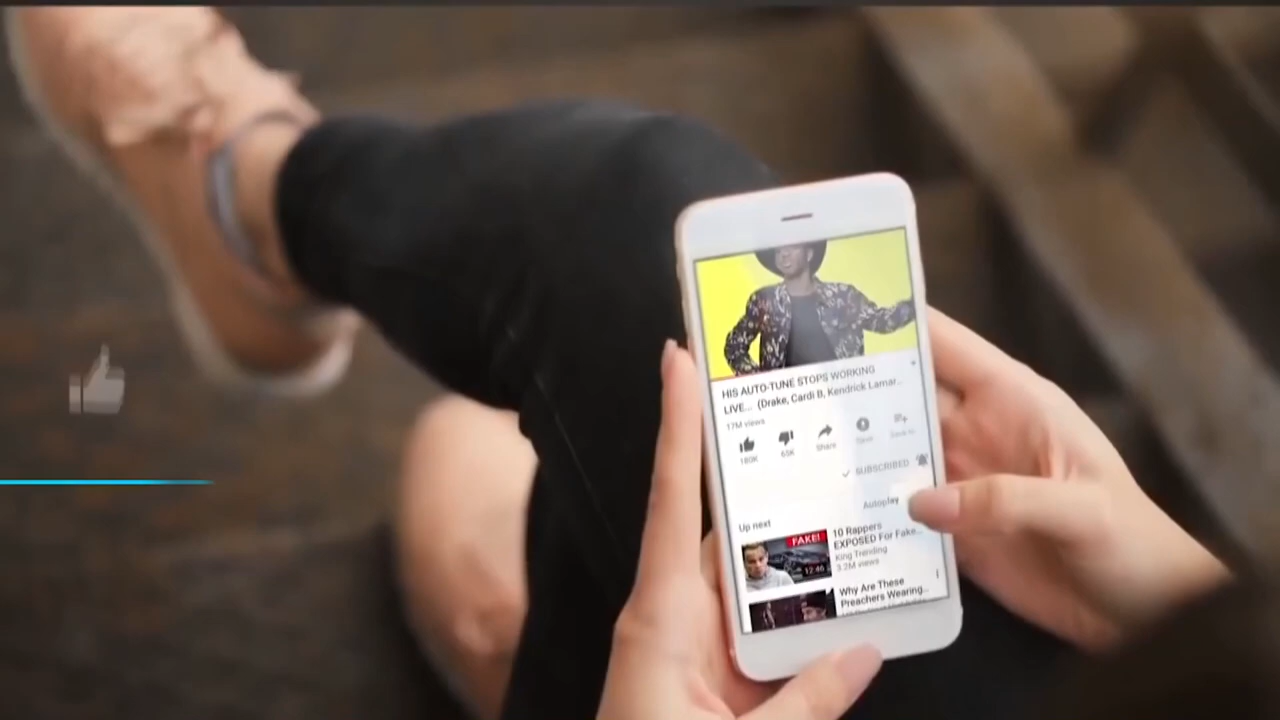 HIS AUTO-TUNE STOPS WORKING
LIVE... (Drake, Cardi B, Kendrick Lamar...
17M views
180K
65K
Share
Save
SUBSCRIBED
Autoplay
Up next
FAKE!
12:46
10 Rappers
EXPOSED For Fake...
King Trending
3.2M views
Why Are These
Preachers Wearing...